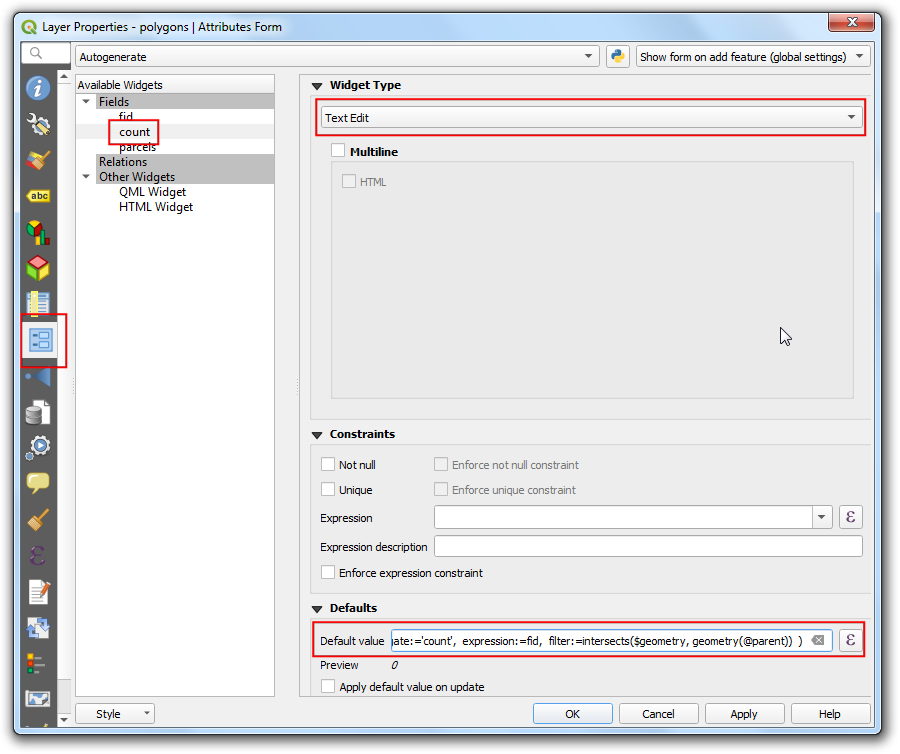 Layer Properties - polygons | Attributes Form
Autogenerate
Show form on add feature (global settings)
Available Widgets
Fields
fid
count
parcels
Relations
Other Widgets
QML Widget
HTML Widget
Widget Type
Text Edit
Multiline
HTML
Constraints
Not null
Enforce not null constraint
Unique
Enforce unique constraint
Expression
ε
Expression description
Enforce expression constraint
Defaults
Default value
ate:='count', expression:=fid, filter:=intersects($geometry, geometry(@parent)) )
ε
Preview
0
Apply default value on update
abc
Style
OK
Cancel
Apply
Help